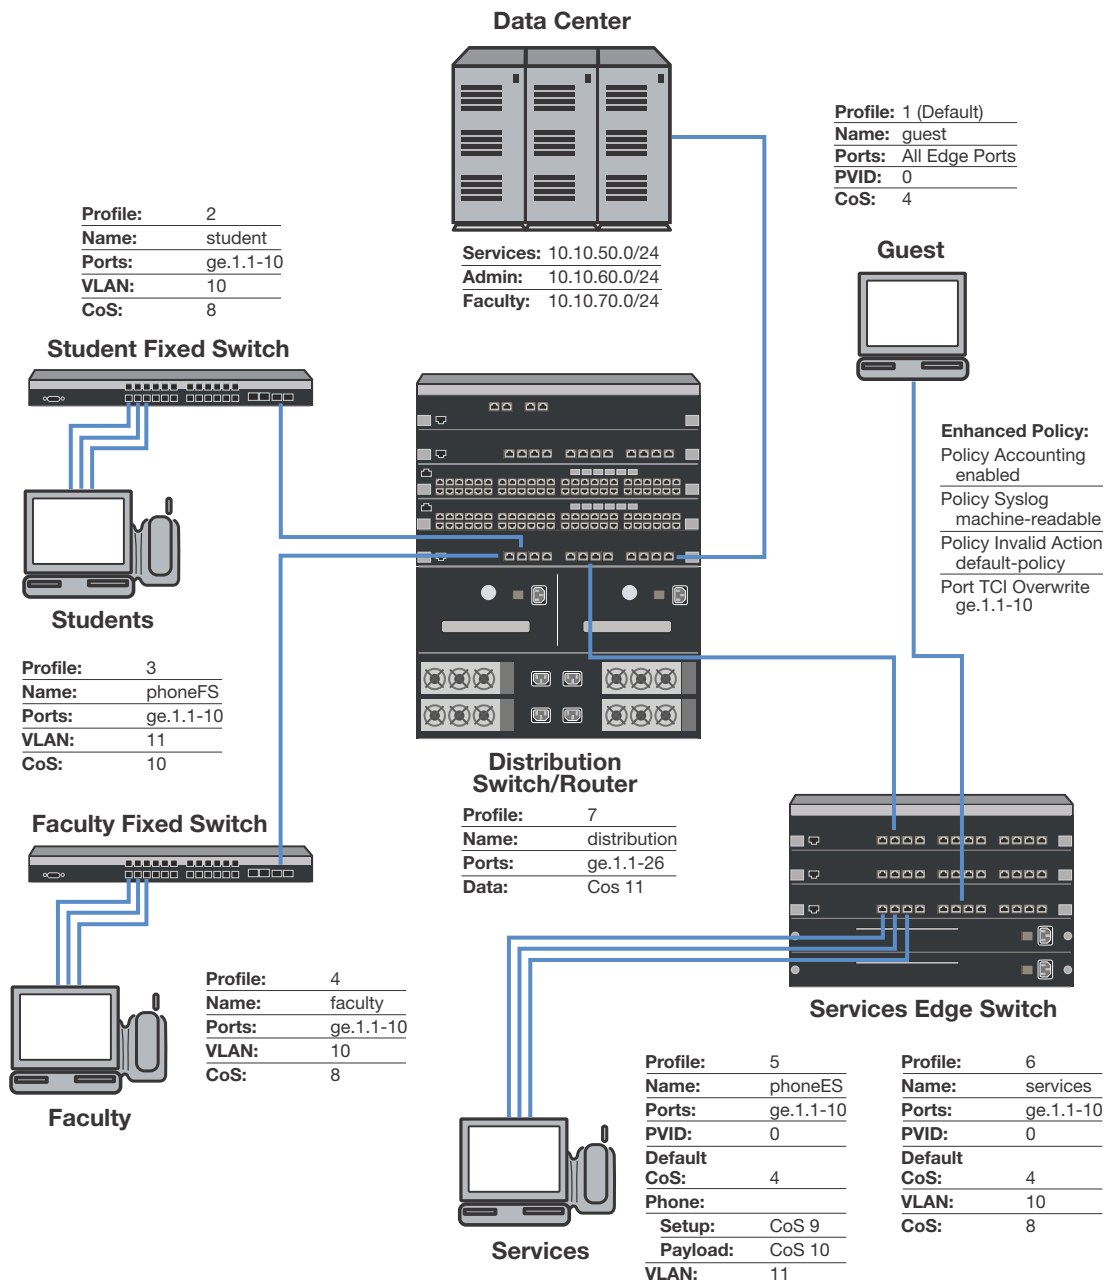 Data Center
Services: 10.10.50.0/24
Admin: 10.10.60.0/24
Faculty: 10.10.70.0/24
Profile: 1 (Default)
Name: guest
Ports: All Edge Ports
PVID: 0
CoS: 4
Guest
Profile: 2
Name: student
Ports: ge.1.1-10
VLAN: 10
CoS: 8
Student Fixed Switch
Students
Enhanced Policy:
Policy Accounting
enabled
Policy Syslog
machine-readable
Policy Invalid Action
default-policy
Port TCI Overwrite
ge.1.1-10
Profile: 3
Name: phoneFS
Ports: ge.1.1-10
VLAN: 11
CoS: 10
Distribution
Switch/Router
Profile: 7
Name: distribution
Ports: ge.1.1-26
Data: Cos 11
Faculty Fixed Switch
Profile: 4
Name: faculty
Ports: ge.1.1-10
VLAN: 10
CoS: 8
Faculty
Services Edge Switch
Services
Profile: 5
Name: phoneES
Ports: ge.1.1-10
PVID: 0
Default
CoS: 4
Phone:
Setup: CoS 9
Payload: CoS 10
VLAN: 11
Profile: 6
Name: services
Ports: ge.1.1-10
PVID: 0
Default
CoS: 4
VLAN: 10
CoS: 8